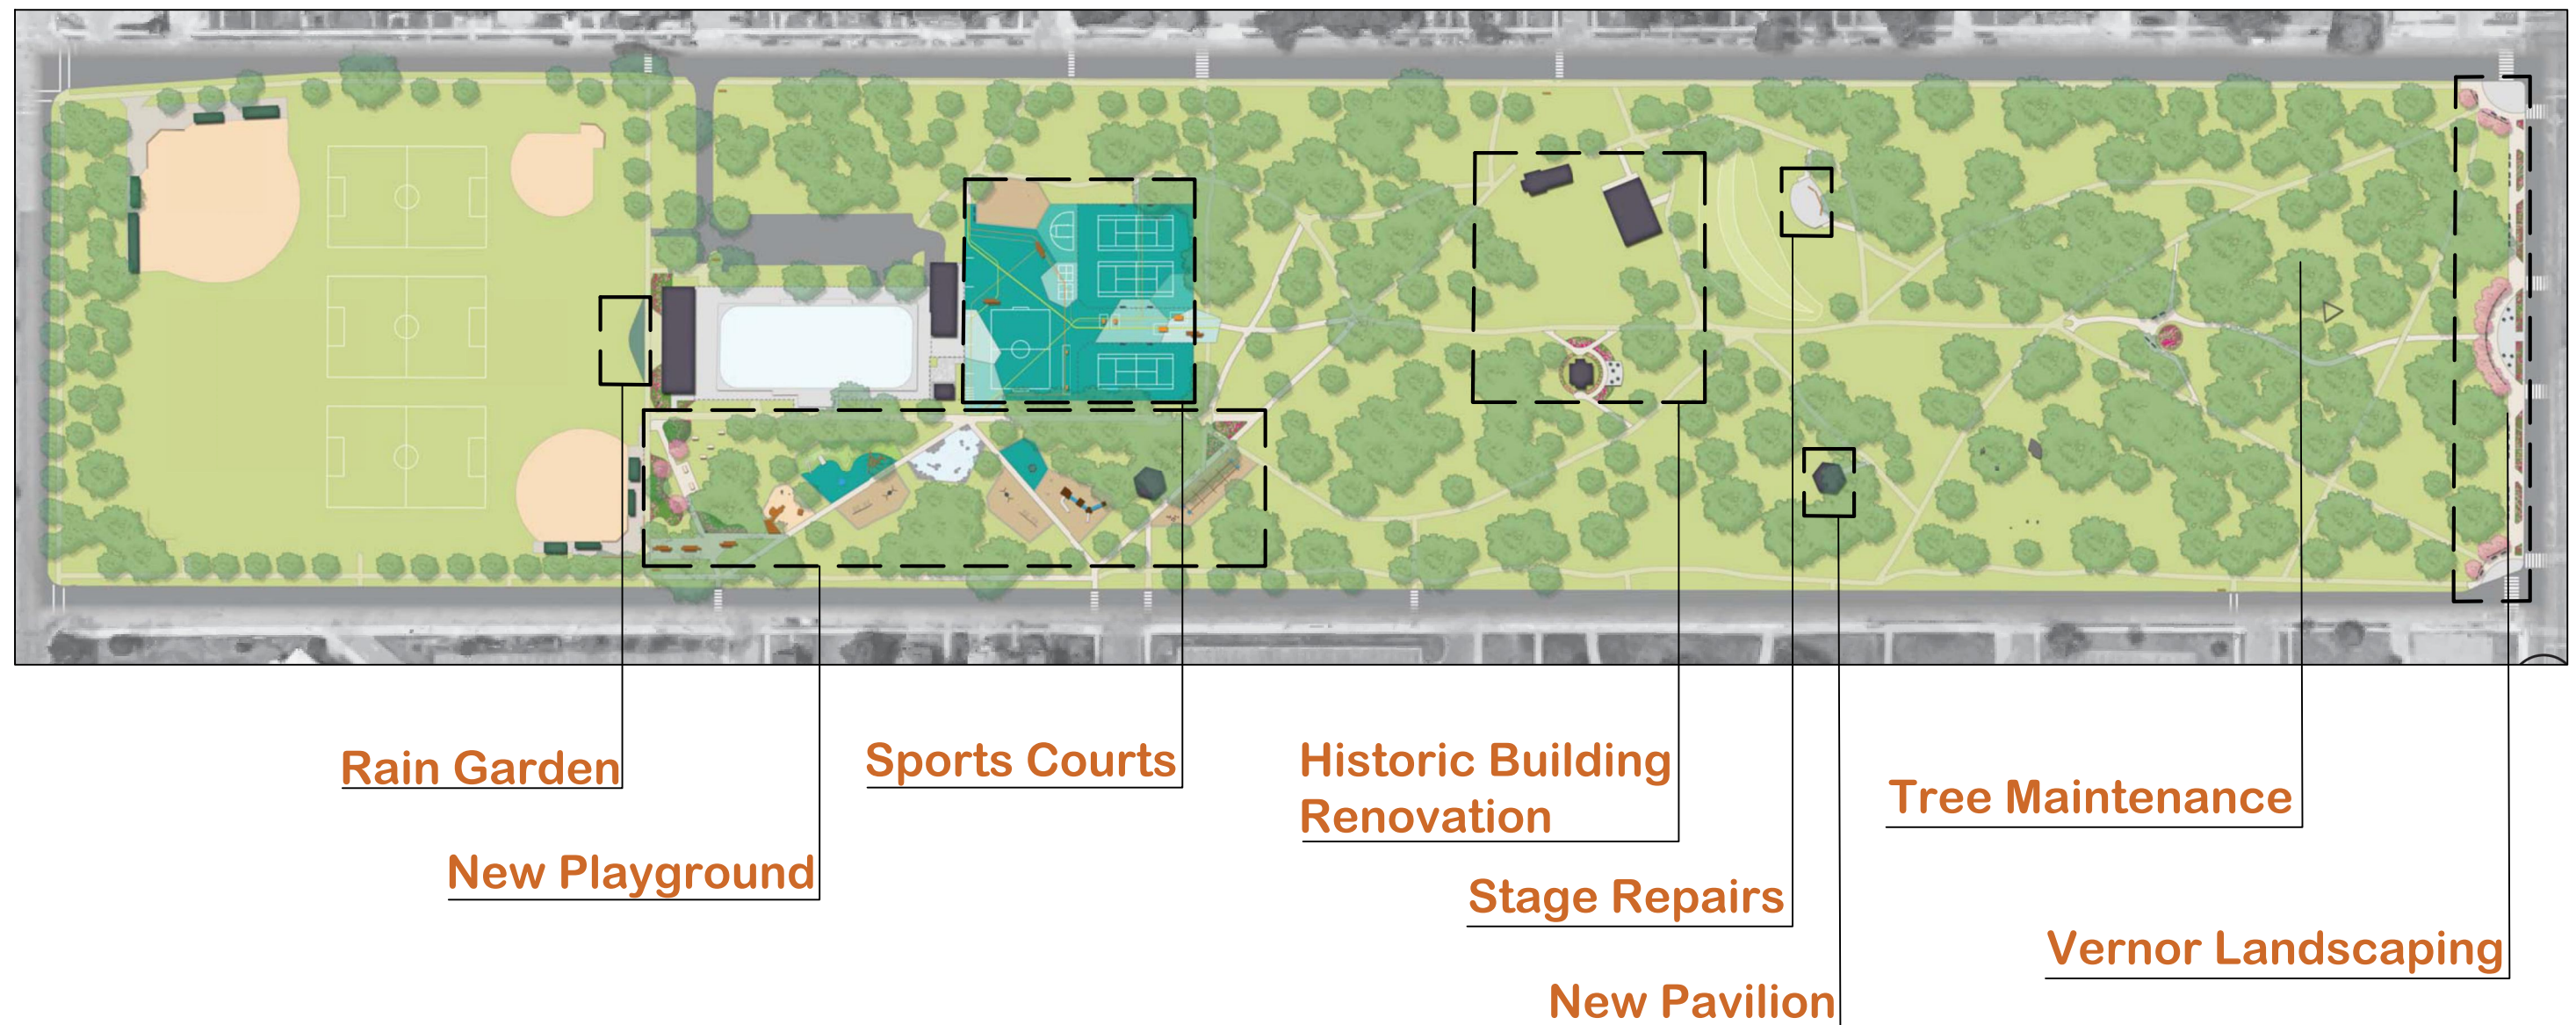 Rain Garden
New Playground
Sports Courts
Historic Building
Renovation
Stage Repairs
New Pavilion
Tree Maintenance
Vernor Landscaping